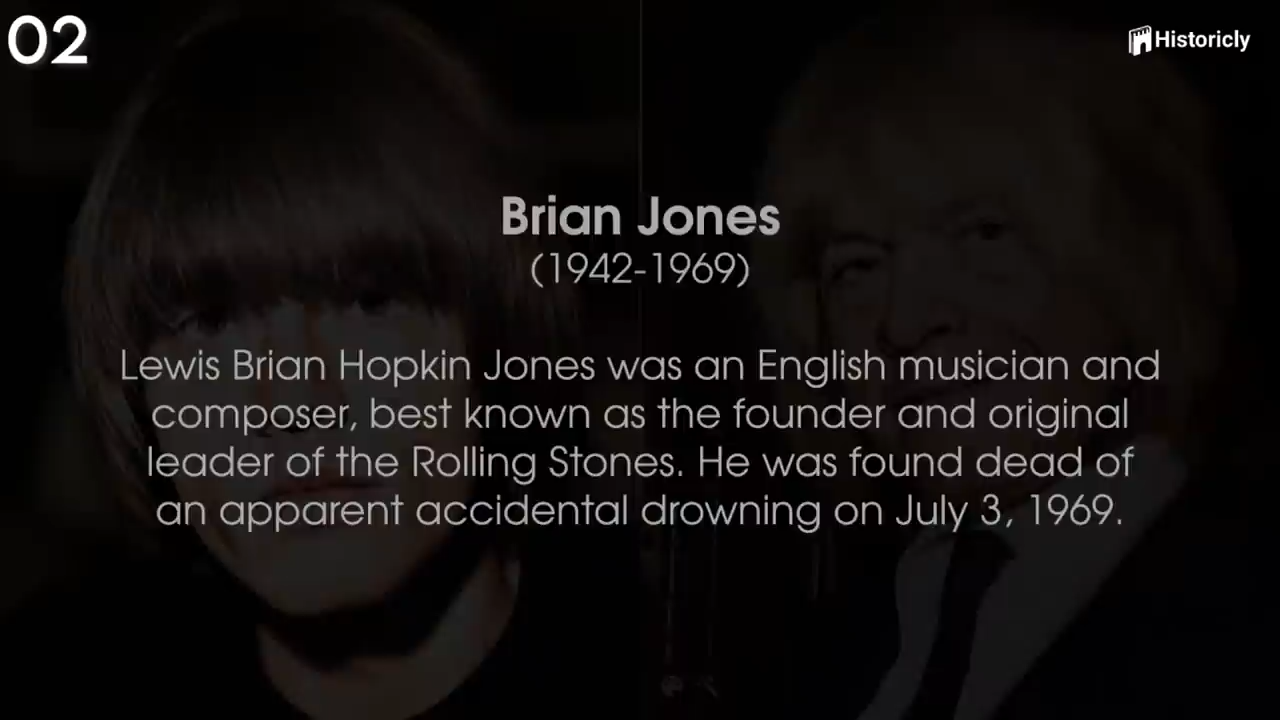 02
Historicly
Brian Jones
(1942-1969)
Lewis Brian Hopkin Jones was an English musician and
composer, best known as the founder and original
leader of the Rolling Stones. He was found dead of
an apparent accidental drowning on July 3, 1969.